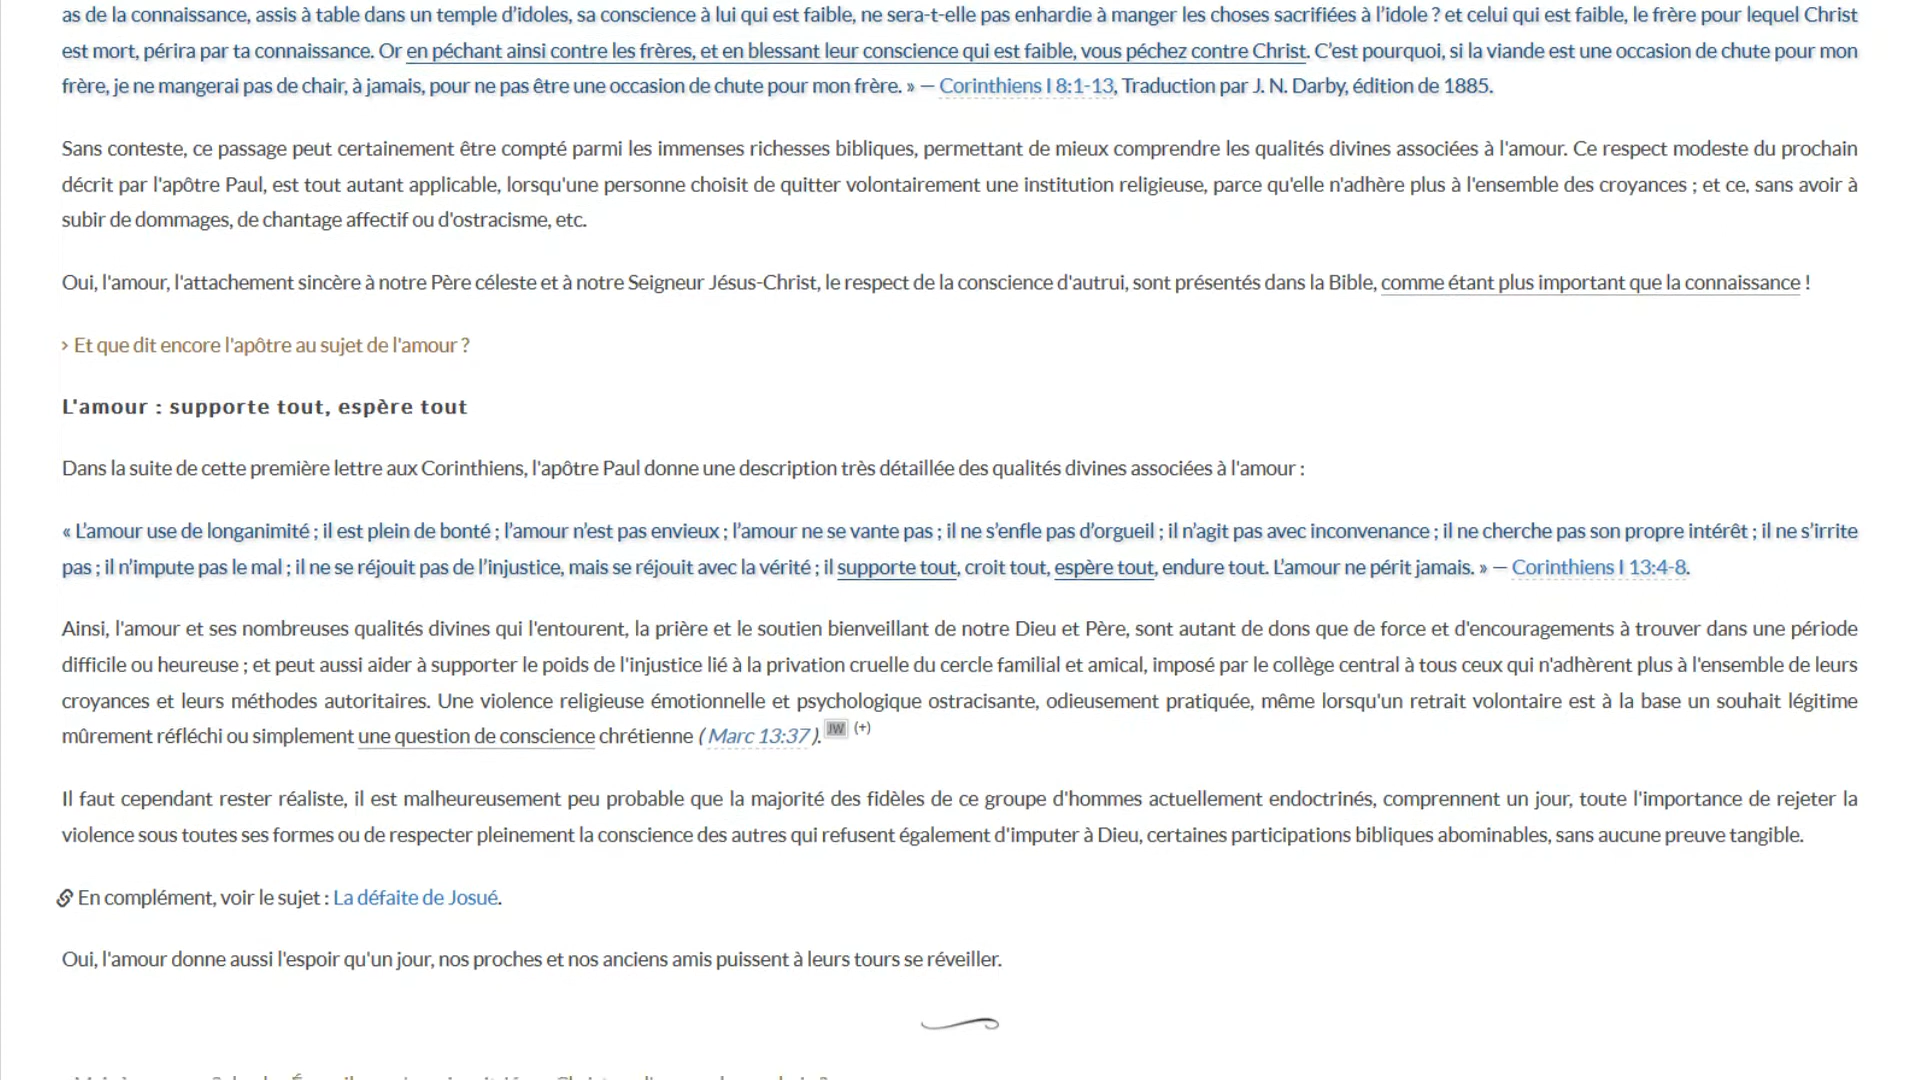 as de la connaissance, assis à table dans un temple d’idoles, sa conscience à lui qui est faible, ne sera-t-elle pas enhardie à manger les choses sacrifiées à l’idole ? et celui qui est faible, le frère pour lequel Christ
est mort, périra par ta connaissance. Or en péchant ainsi contre les frères, et en blessant leur conscience qui est faible, vous péchez contre Christ. C’est pourquoi, si la viande est une occasion de chute pour mon
frère, je ne mangerai pas de chair, à jamais, pour ne pas être une occasion de chute pour mon frère. » — Corinthiens I 8:1-13, Traduction par J. N. Darby, édition de 1885.
Sans conteste, ce passage peut certainement être compté parmi les immenses richesses bibliques, permettant de mieux comprendre les qualités divines associées à l'amour. Ce respect modeste du prochain
décrit par l'apôtre Paul, est tout autant applicable, lorsqu'une personne choisit de quitter volontairement une institution religieuse, parce qu'elle n'adhère plus à l'ensemble des croyances ; et ce, sans avoir à
subir de dommages, de chantage affectif ou d'ostracisme, etc.
Oui, l'amour, l'attachement sincère à notre Père céleste et à notre Seigneur Jésus-Christ, le respect de la conscience d'autrui, sont présentés dans la Bible, comme étant plus important que la connaissance !
› Et que dit encore l'apôtre au sujet de l'amour ?
L'amour : supporte tout, espère tout
Dans la suite de cette première lettre aux Corinthiens, l'apôtre Paul donne une description très détaillée des qualités divines associées à l'amour :
« L’amour use de longanimité ; il est plein de bonté ; l’amour n’est pas envieux ; l’amour ne se vante pas ; il ne s’enfle pas d’orgueil ; il n’agit pas avec inconvenance ; il ne cherche pas son propre intérêt ; il ne s’irrite
pas ; il n’impute pas le mal ; il ne se réjouit pas de l’injustice, mais se réjouit avec la vérité ; il supporte tout, croit tout, espère tout, endure tout. L’amour ne périt jamais. » — Corinthiens I 13:4-8.
Ainsi, l'amour et ses nombreuses qualités divines qui l'entourent, la prière et le soutien bienveillant de notre Dieu et Père, sont autant de dons que de force et d'encouragements à trouver dans une période
difficile ou heureuse ; et peut aussi aider à supporter le poids de l'injustice lié à la privation cruelle du cercle familial et amical, imposé par le collège central à tous ceux qui n'adhèrent plus à l'ensemble de leurs
croyances et leurs méthodes autoritaires. Une violence religieuse émotionnelle et psychologique ostracisante, odieusement pratiquée, même lorsqu'un retrait volontaire est à la base un souhait légitime
mûrement réfléchi ou simplement une question de conscience chrétienne (Marc 13:37). JW (+)
Il faut cependant rester réaliste, il est malheureusement peu probable que la majorité des fidèles de ce groupe d'hommes actuellement endoctrinés, comprennent un jour, toute l'importance de rejeter la
violence sous toutes ses formes ou de respecter pleinement la conscience des autres qui refusent également d'imputer à Dieu, certaines participations bibliques abominables, sans aucune preuve tangible.
En complément, voir le sujet : La défaite de Josué.
Oui, l'amour donne aussi l'espoir qu'un jour, nos proches et nos anciens amis puissent à leurs tours se réveiller.